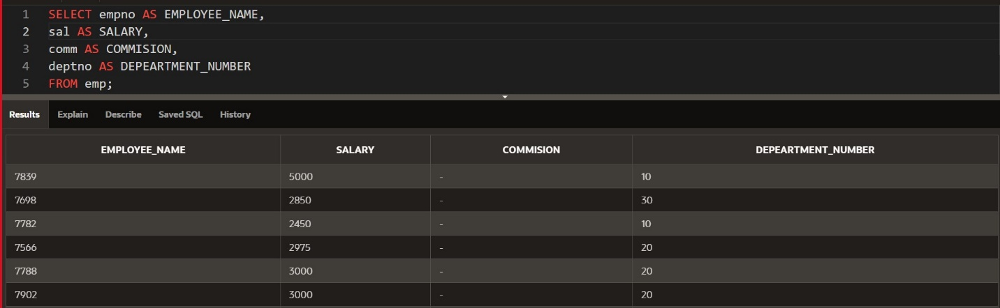 1 SELECT empno AS EMPLOYEE_NAME,
2 sal AS SALARY,
3 comm AS COMMISION,
4 deptno AS DEPEARTMENT_NUMBER
5 FROM emp;
Results Explain Describe Saved SQL History
EMPLOYEE_NAME SALARY COMMISION DEPEARTMENT_NUMBER
7839 5000 - 10
7698 2850 - 30
7782 2450 - 10
7566 2975 - 20
7788 3000 - 20
7902 3000 - 20